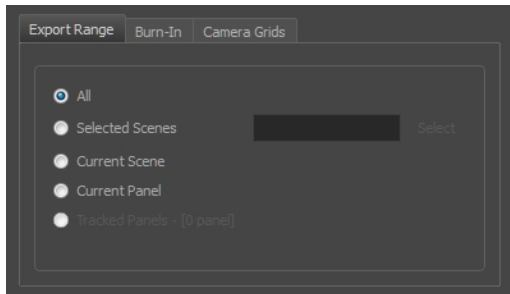 Export Range Burn-In Camera Grids
All
Selected Scenes Select
Current Scene
Current Panel
Tracked Panels - [0 panel]